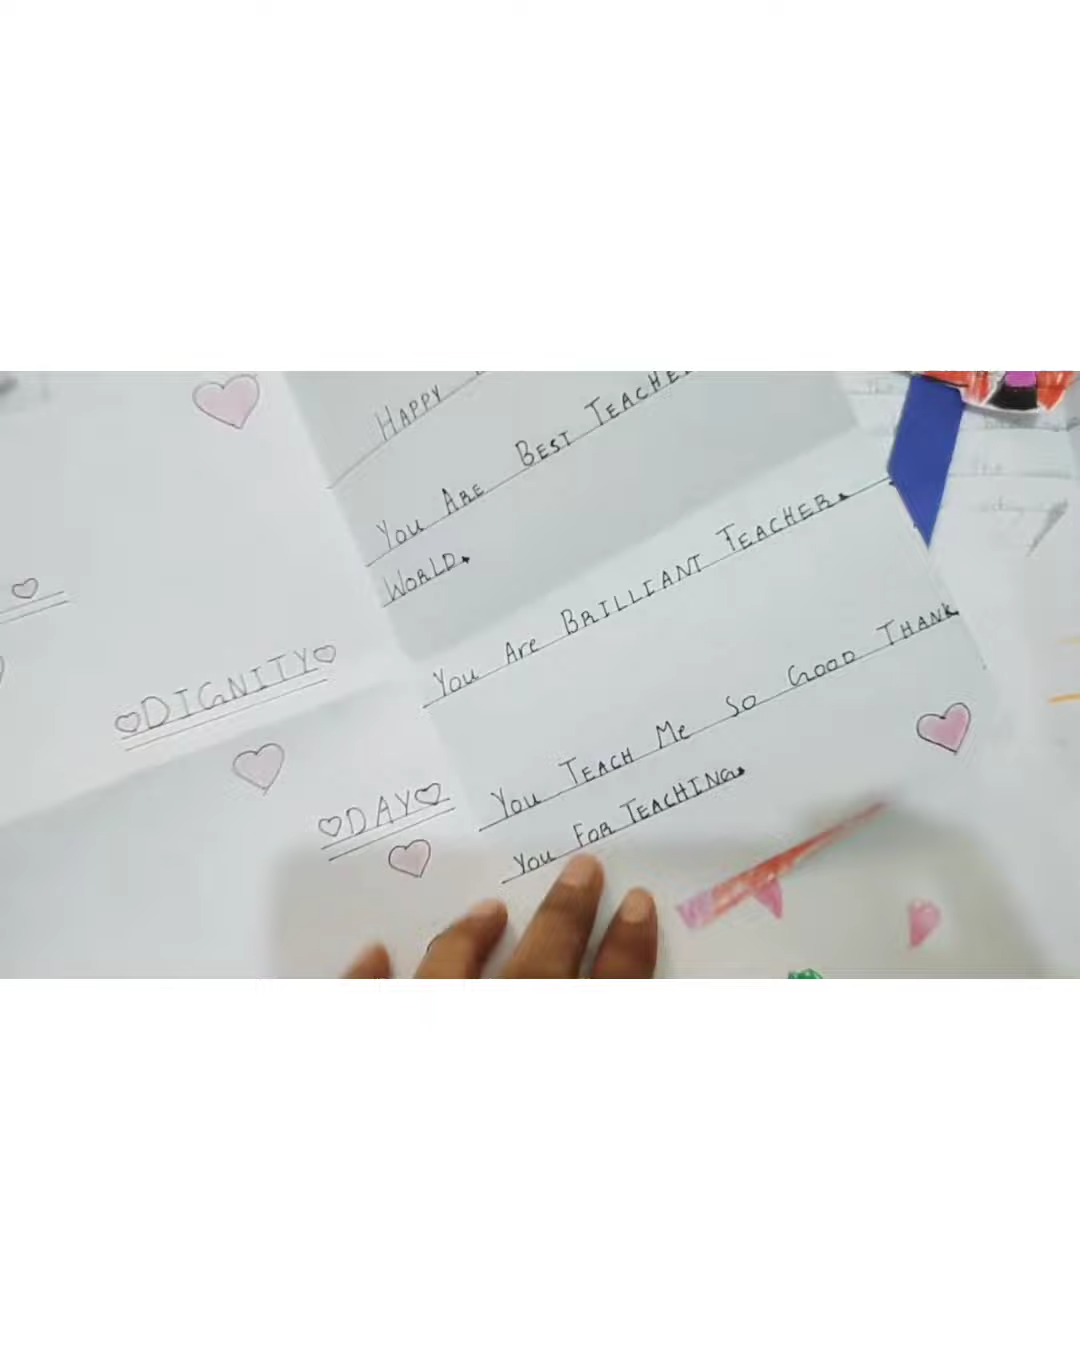 ♡DIGNITY♡
♡DAY♡
HAPPY
You ARE BEST TEACHER
WORLD.
You Are BRILLIANT TEACHER.
You TEACH Me So GOOD THANK
You FOR TEACHING.